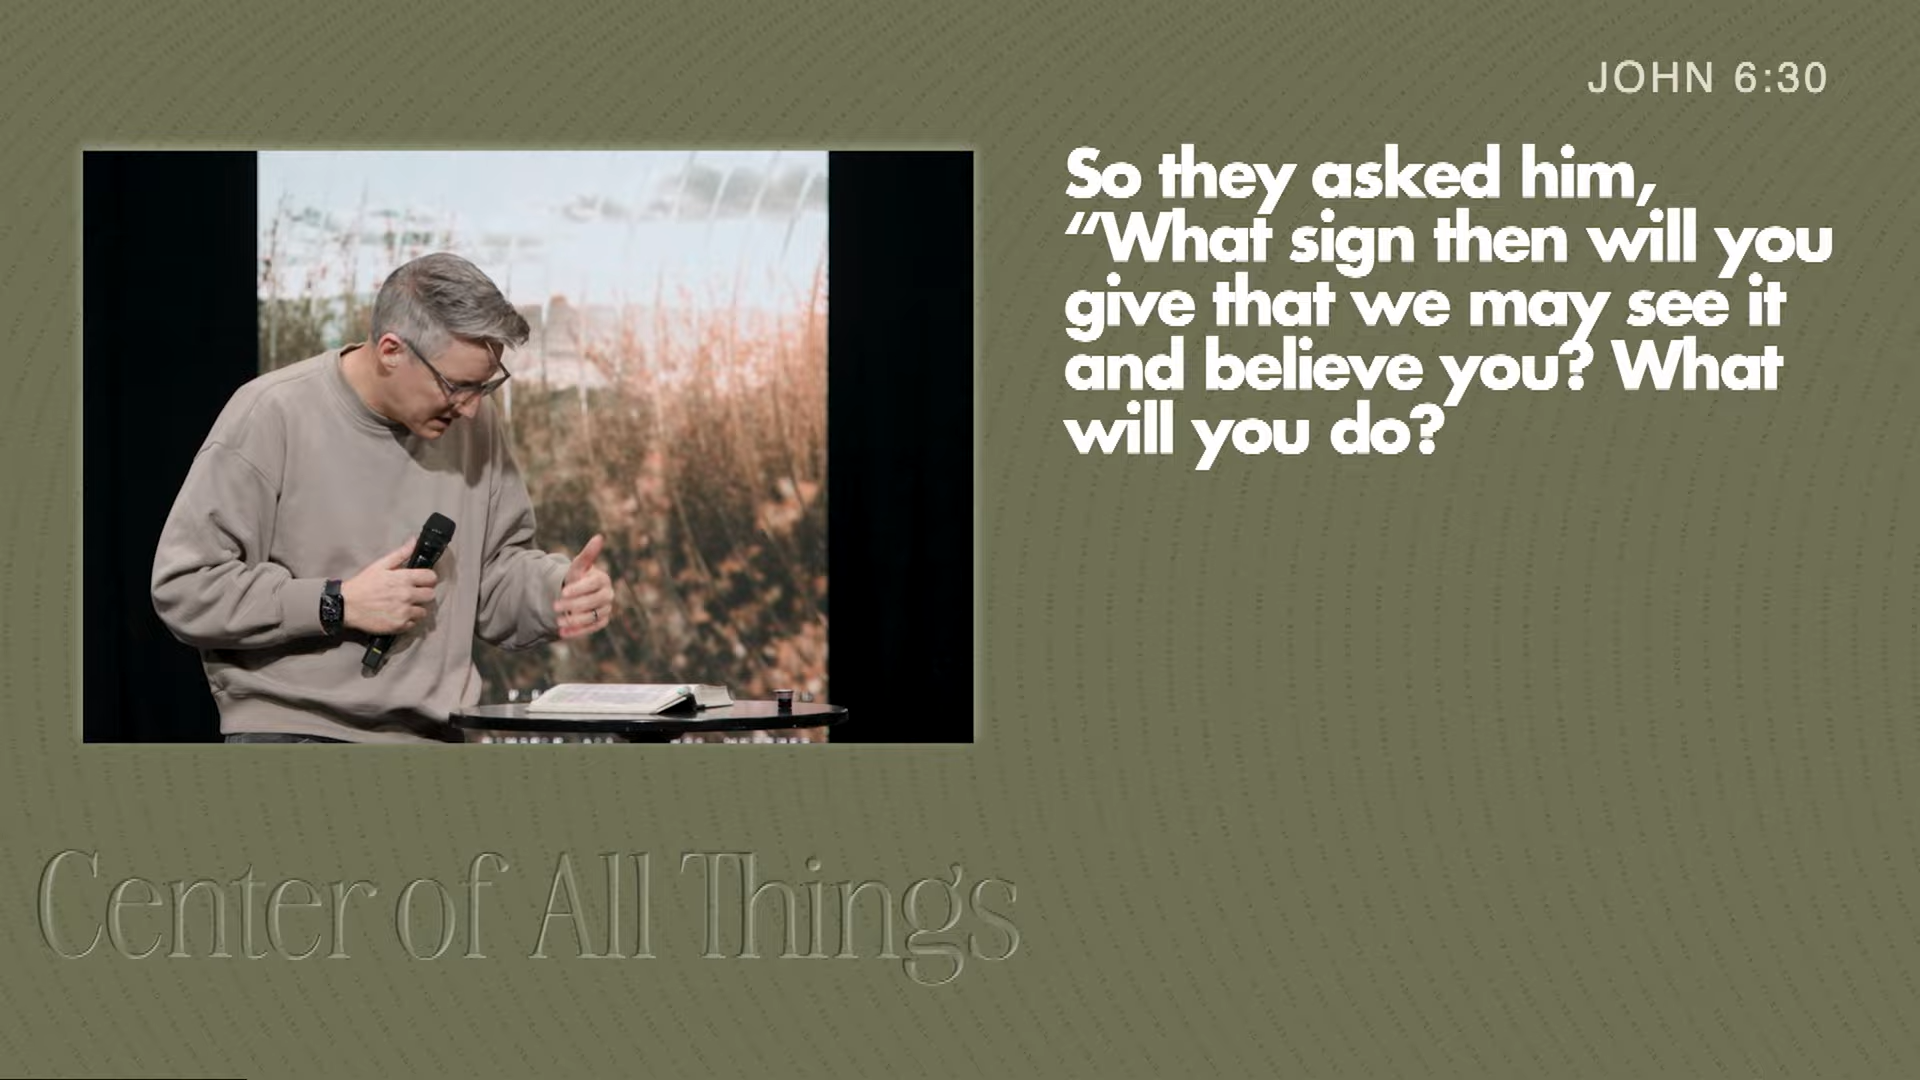 JOHN 6:30
So they asked him,
“What sign then will you
give that we may see it
and believe you? What
will you do?
Center of All Things